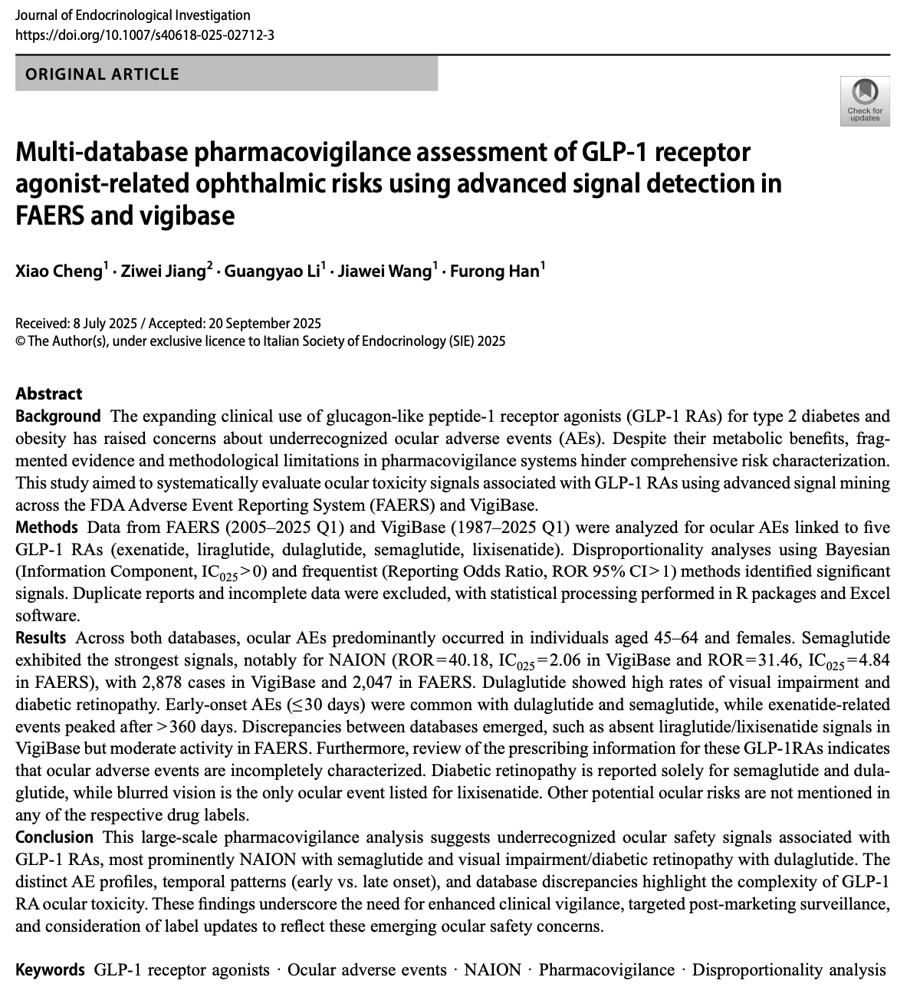 Journal of Endocrinological Investigation
https://doi.org/10.1007/s40618-025-02712-3
ORIGINAL ARTICLE
Check for
updates
Multi-database pharmacovigilance assessment of GLP-1 receptor
agonist-related ophthalmic risks using advanced signal detection in
FAERS and vigibase
Xiao Cheng1 · Ziwei Jiang2 · Guangyao Li1 · Jiawei Wang1 · Furong Han1
Received: 8 July 2025 / Accepted: 20 September 2025
© The Author(s), under exclusive licence to Italian Society of Endocrinology (SIE) 2025
Abstract
Background The expanding clinical use of glucagon-like peptide-1 receptor agonists (GLP-1 RAs) for type 2 diabetes and
obesity has raised concerns about underrecognized ocular adverse events (AEs). Despite their metabolic benefits, frag-
mented evidence and methodological limitations in pharmacovigilance systems hinder comprehensive risk characterization.
This study aimed to systematically evaluate ocular toxicity signals associated with GLP-1 RAs using advanced signal mining
across the FDA Adverse Event Reporting System (FAERS) and VigiBase.
Methods Data from FAERS (2005–2025 Q1) and VigiBase (1987–2025 Q1) were analyzed for ocular AEs linked to five
GLP-1 RAs (exenatide, liraglutide, dulaglutide, semaglutide, lixisenatide). Disproportionality analyses using Bayesian
(Information Component, IC025>0) and frequentist (Reporting Odds Ratio, ROR 95% CI>1) methods identified significant
signals. Duplicate reports and incomplete data were excluded, with statistical processing performed in R packages and Excel
software.
Results Across both databases, ocular AEs predominantly occurred in individuals aged 45–64 and females. Semaglutide
exhibited the strongest signals, notably for NAION (ROR=40.18, IC025=2.06 in VigiBase and ROR=31.46, IC025=4.84
in FAERS), with 2,878 cases in VigiBase and 2,047 in FAERS. Dulaglutide showed high rates of visual impairment and
diabetic retinopathy. Early-onset AEs (≤30 days) were common with dulaglutide and semaglutide, while exenatide-related
events peaked after >360 days. Discrepancies between databases emerged, such as absent liraglutide/lixisenatide signals in
VigiBase but moderate activity in FAERS. Furthermore, review of the prescribing information for these GLP-1RAs indicates
that ocular adverse events are incompletely characterized. Diabetic retinopathy is reported solely for semaglutide and dula-
glutide, while blurred vision is the only ocular event listed for lixisenatide. Other potential ocular risks are not mentioned in
any of the respective drug labels.
Conclusion This large-scale pharmacovigilance analysis suggests underrecognized ocular safety signals associated with
GLP-1 RAs, most prominently NAION with semaglutide and visual impairment/diabetic retinopathy with dulaglutide. The
distinct AE profiles, temporal patterns (early vs. late onset), and database discrepancies highlight the complexity of GLP-1
RA ocular toxicity. These findings underscore the need for enhanced clinical vigilance, targeted post-marketing surveillance,
and consideration of label updates to reflect these emerging ocular safety concerns.
Keywords GLP-1 receptor agonists · Ocular adverse events · NAION · Pharmacovigilance · Disproportionality analysis